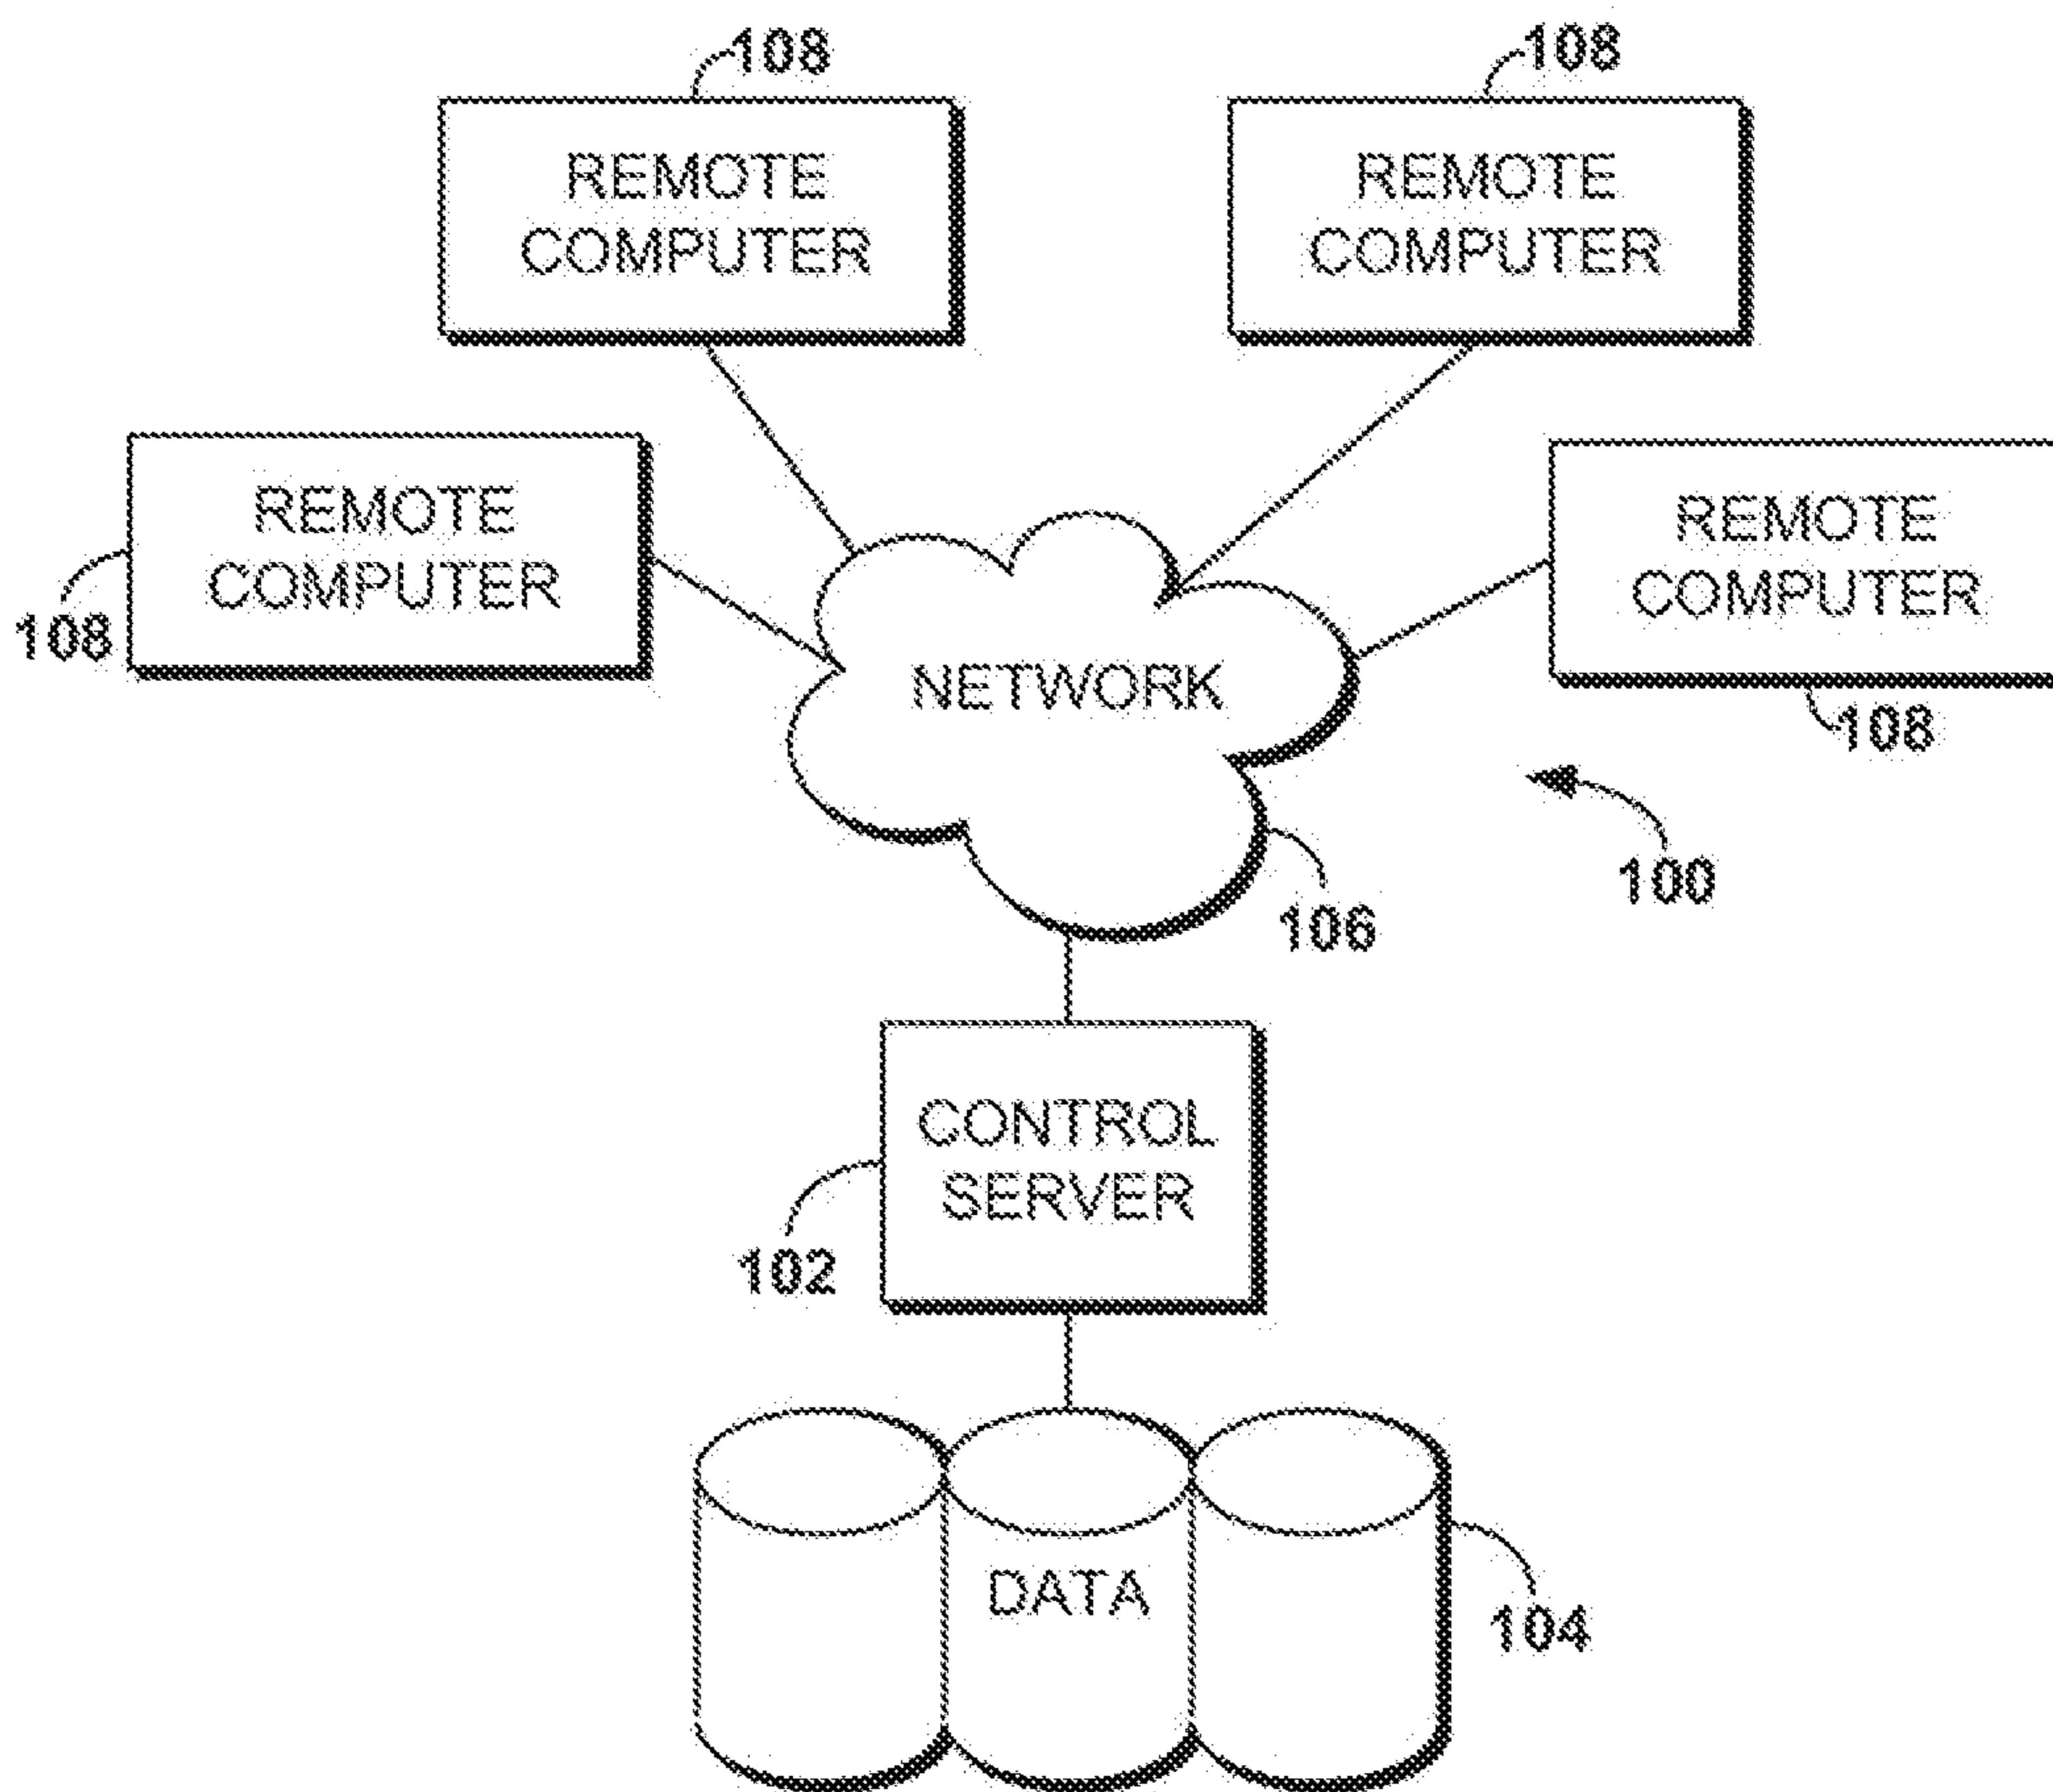 108
108
REMOTE
COMPUTER
REMOTE
COMPUTER
REMOTE
COMPUTER
REMOTE
COMPUTER
108
NETWORK
108
100
106
CONTROL
SERVER
102
DATA
104